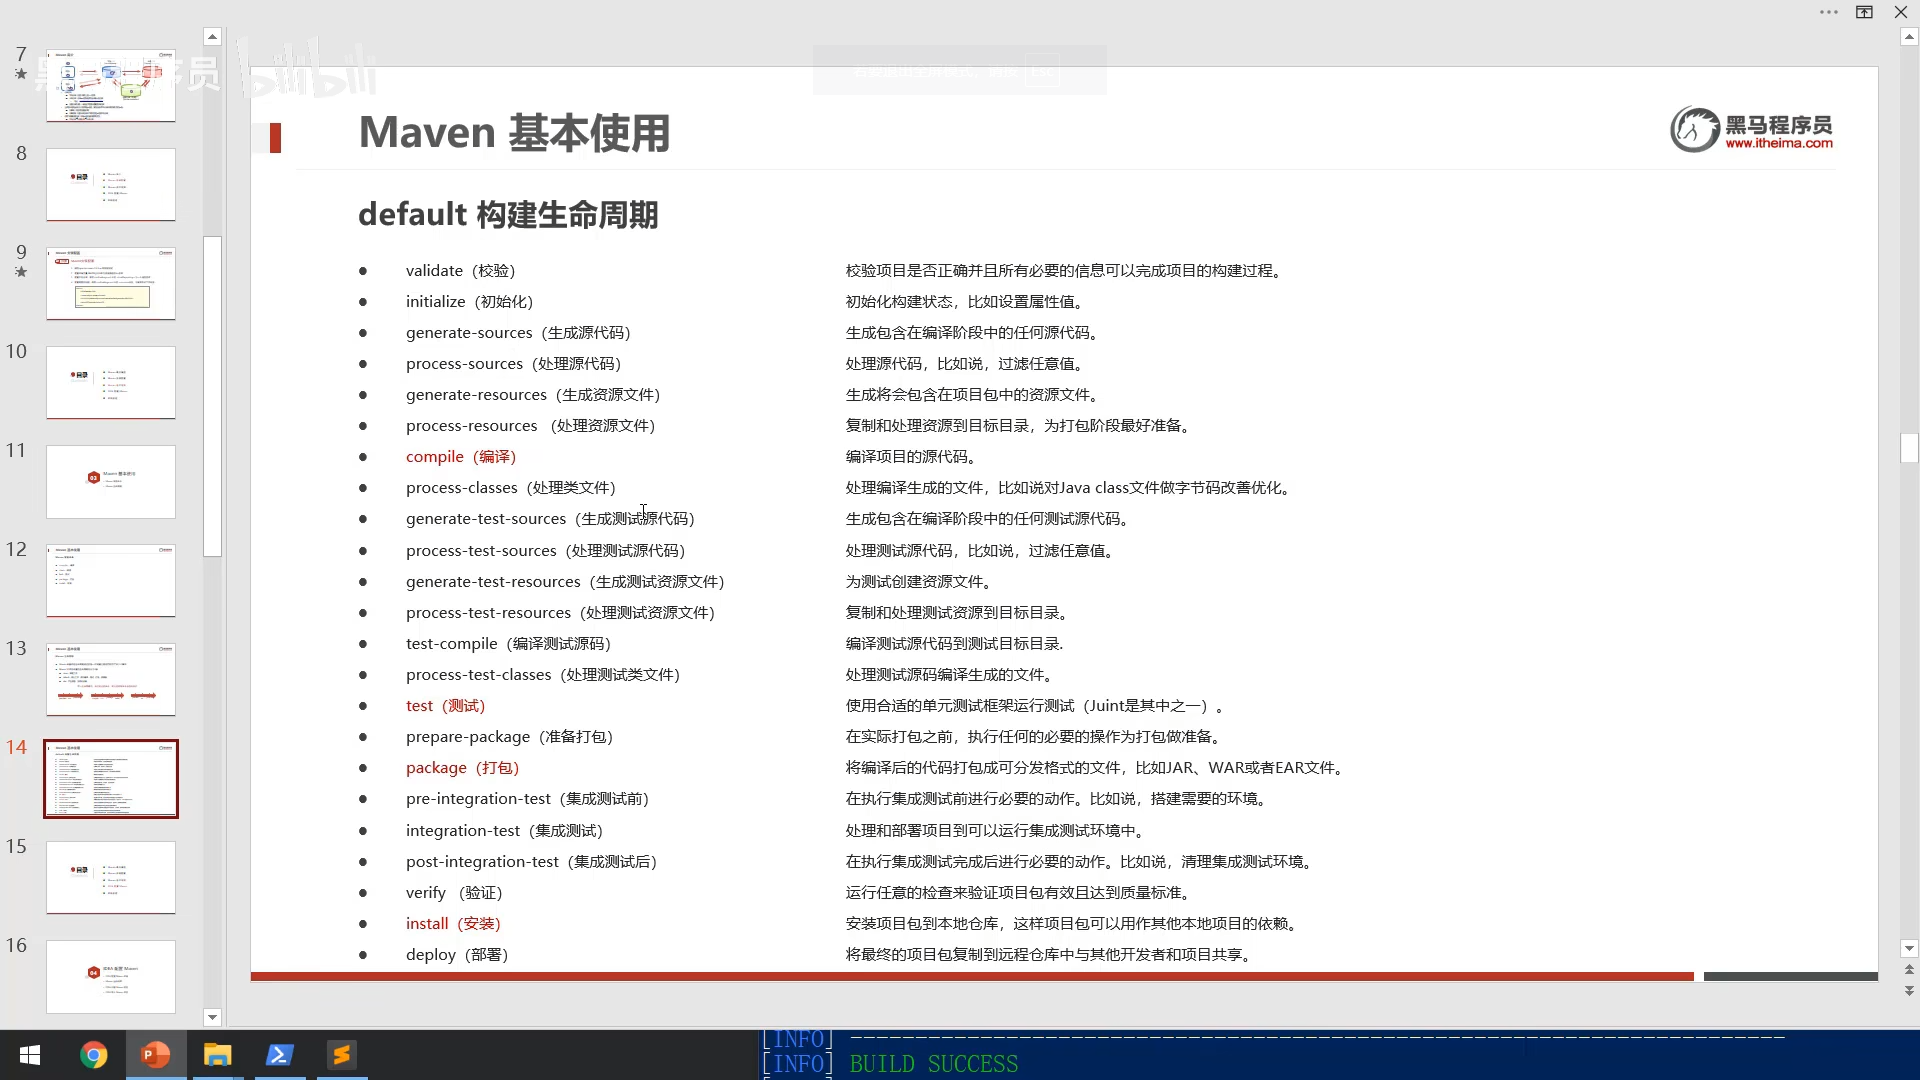 bilibili
Maven 基本使用
黑马程序员
www.itheima.com
default 构建生命周期
validate（校验） 校验项目是否正确并且所有必要的信息可以完成项目的构建过程。
initialize（初始化） 初始化构建状态，比如设置属性值。
generate-sources（生成源代码） 生成包含在编译阶段中的任何源代码。
process-sources（处理源代码） 处理源代码，比如说，过滤任意值。
generate-resources（生成资源文件） 生成将会包含在项目包中的资源文件。
process-resources （处理资源文件） 复制和处理资源到目标目录，为打包阶段最好准备。
compile（编译） 编译项目的源代码。
process-classes（处理类文件） 处理编译生成的文件，比如说对Java class文件做字节码改善优化。
generate-test-sources（生成测试源代码） 生成包含在编译阶段中的任何测试源代码。
process-test-sources（处理测试源代码） 处理测试源代码，比如说，过滤任意值。
generate-test-resources（生成测试资源文件） 为测试创建资源文件。
process-test-resources（处理测试资源文件） 复制和处理测试资源到目标目录。
test-compile（编译测试源码） 编译测试源代码到测试目标目录.
process-test-classes（处理测试类文件） 处理测试源码编译生成的文件。
test（测试） 使用合适的单元测试框架运行测试（Juint是其中之一）。
prepare-package（准备打包） 在实际打包之前，执行任何的必要的操作为打包做准备。
package（打包） 将编译后的代码打包成可分发格式的文件，比如JAR、WAR或者EAR文件。
pre-integration-test（集成测试前） 在执行集成测试前进行必要的动作。比如说，搭建需要的环境。
integration-test（集成测试） 处理和部署项目到可以运行集成测试环境中。
post-integration-test（集成测试后） 在执行集成测试完成后进行必要的动作。比如说，清理集成测试环境。
verify （验证） 运行任意的检查来验证项目包有效且达到质量标准。
install（安装） 安装项目包到本地仓库，这样项目包可以用作其他本地项目的依赖。
deploy（部署） 将最终的项目包复制到远程仓库中与其他开发者和项目共享。
7
8
目录
9
10
目录
11
Maven 基本使用
12
13
14
15
目录
16
IDEA 配置 Maven
[INFO] ------------------------------------------------------------------------
[INFO] BUILD SUCCESS